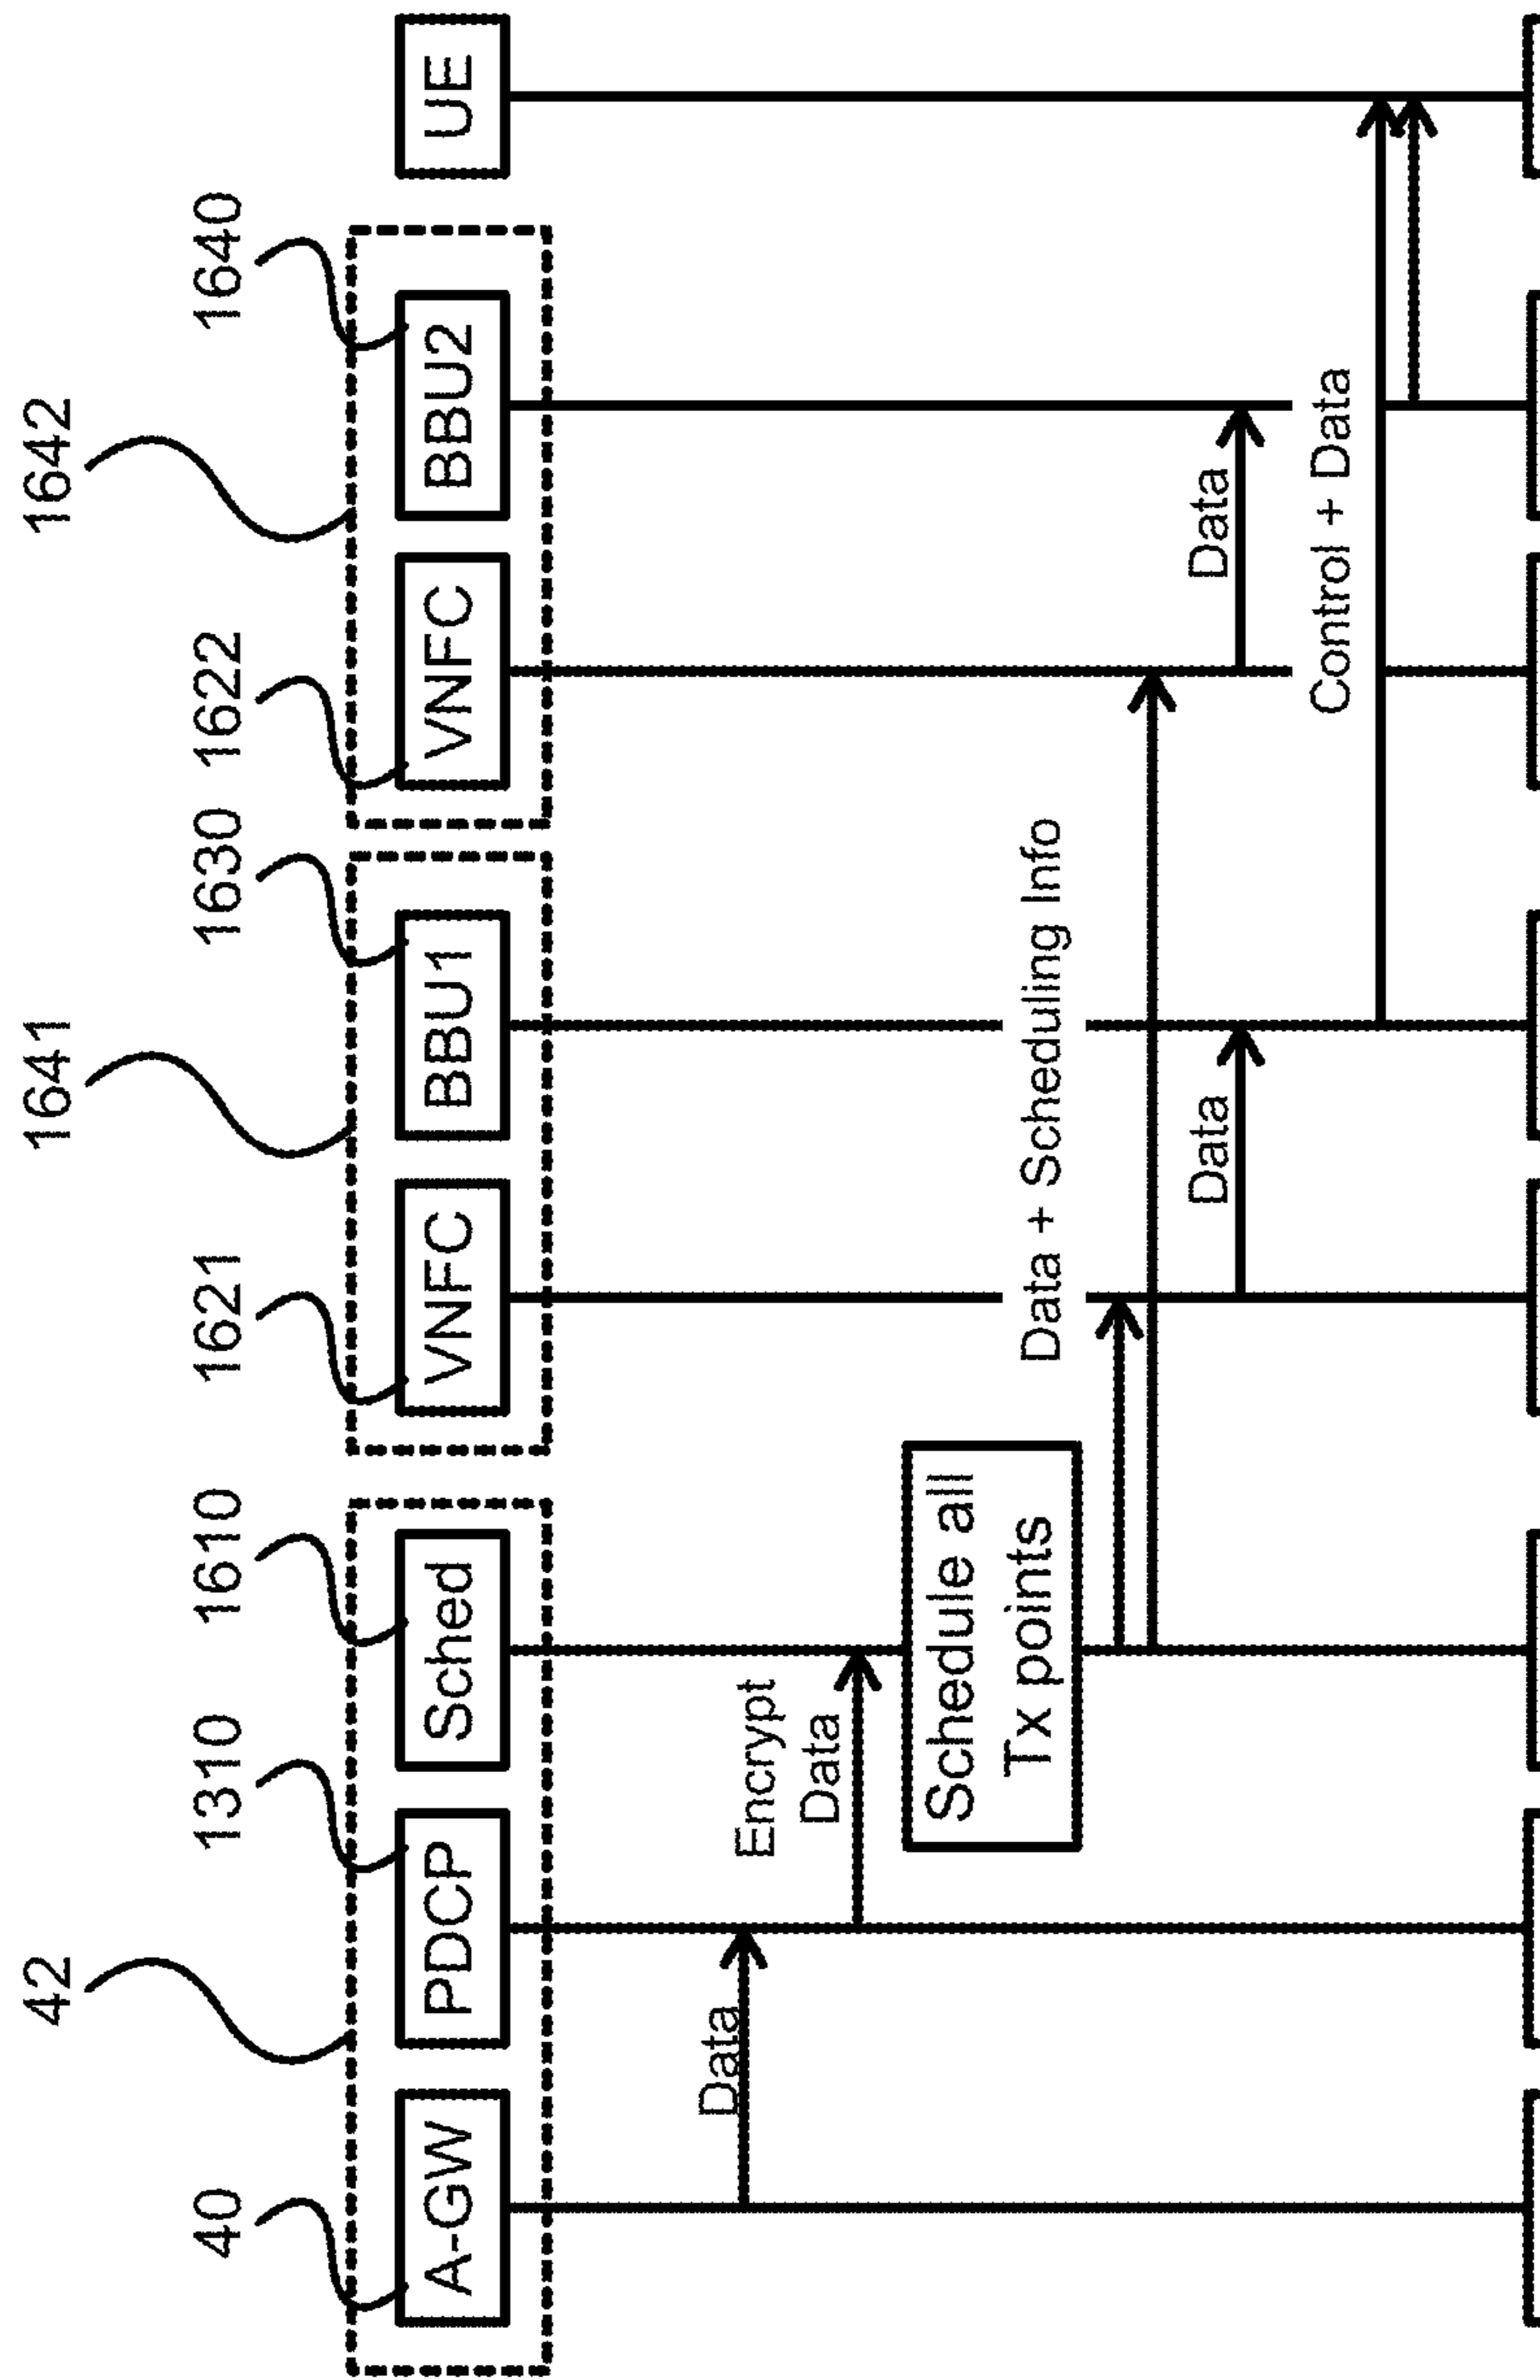 42
1641
1642
40
1310
1610
1621
1630
1622
1640
A-GW
PDCP
Sched
VNFC
BBU1
VNFC
BBU2
UE
Data
Encrypt
Data
Schedule all
Tx points
Data + Scheduling Info
Data
Data
Control + Data